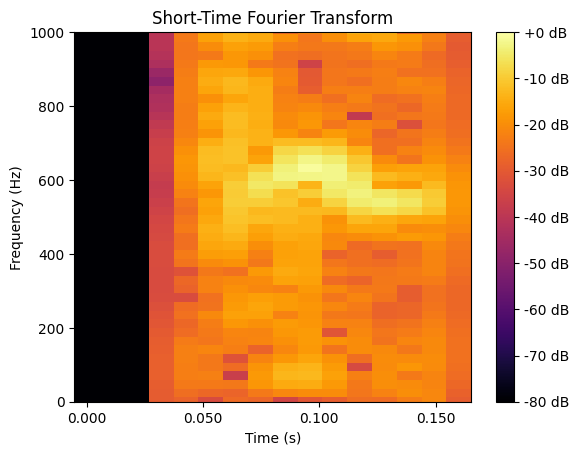 Short-Time Fourier Transform
1000
800
600
400
200
0
Frequency (Hz)
0.000
0.050
0.100
0.150
Time (s)
+0 dB
-10 dB
-20 dB
-30 dB
-40 dB
-50 dB
-60 dB
-70 dB
-80 dB